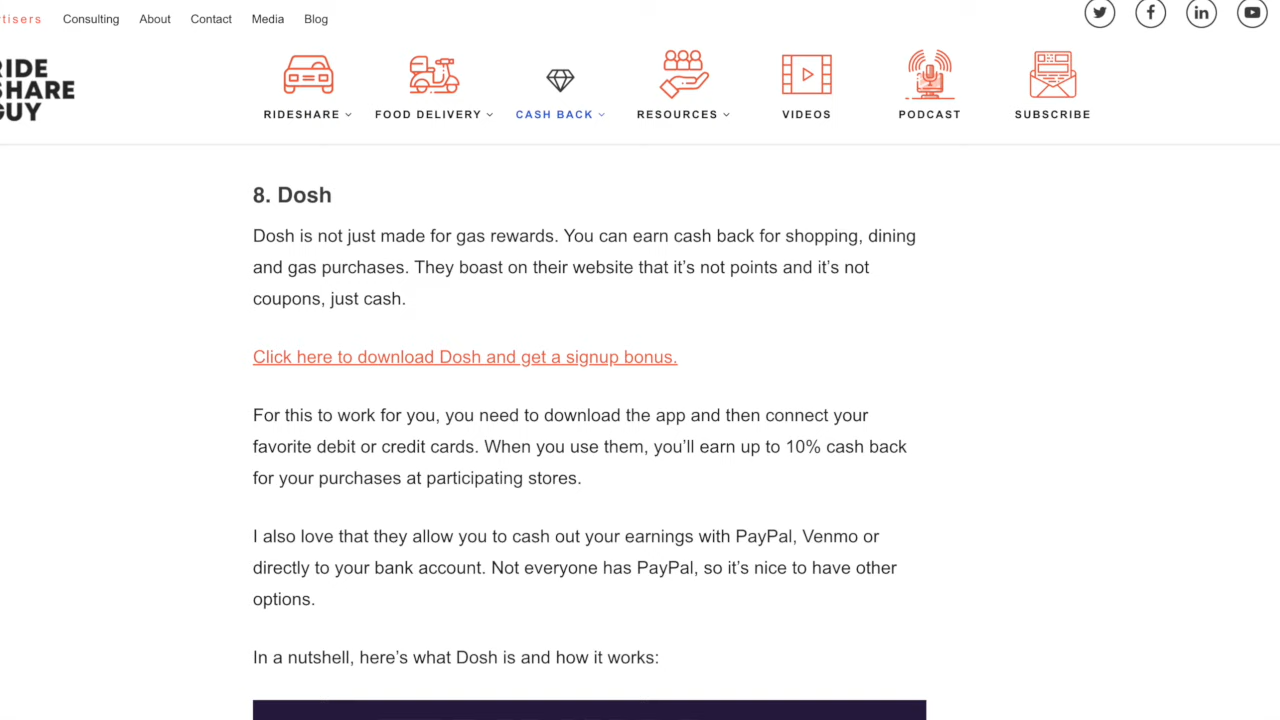 Consulting About Contact Media Blog
RIDE
SHARE
GUY
RIDESHARE FOOD DELIVERY CASH BACK RESOURCES VIDEOS PODCAST SUBSCRIBE
8. Dosh
Dosh is not just made for gas rewards. You can earn cash back for shopping, dining
and gas purchases. They boast on their website that it’s not points and it’s not
coupons, just cash.
Click here to download Dosh and get a signup bonus.
For this to work for you, you need to download the app and then connect your
favorite debit or credit cards. When you use them, you’ll earn up to 10% cash back
for your purchases at participating stores.
I also love that they allow you to cash out your earnings with PayPal, Venmo or
directly to your bank account. Not everyone has PayPal, so it’s nice to have other
options.
In a nutshell, here’s what Dosh is and how it works: